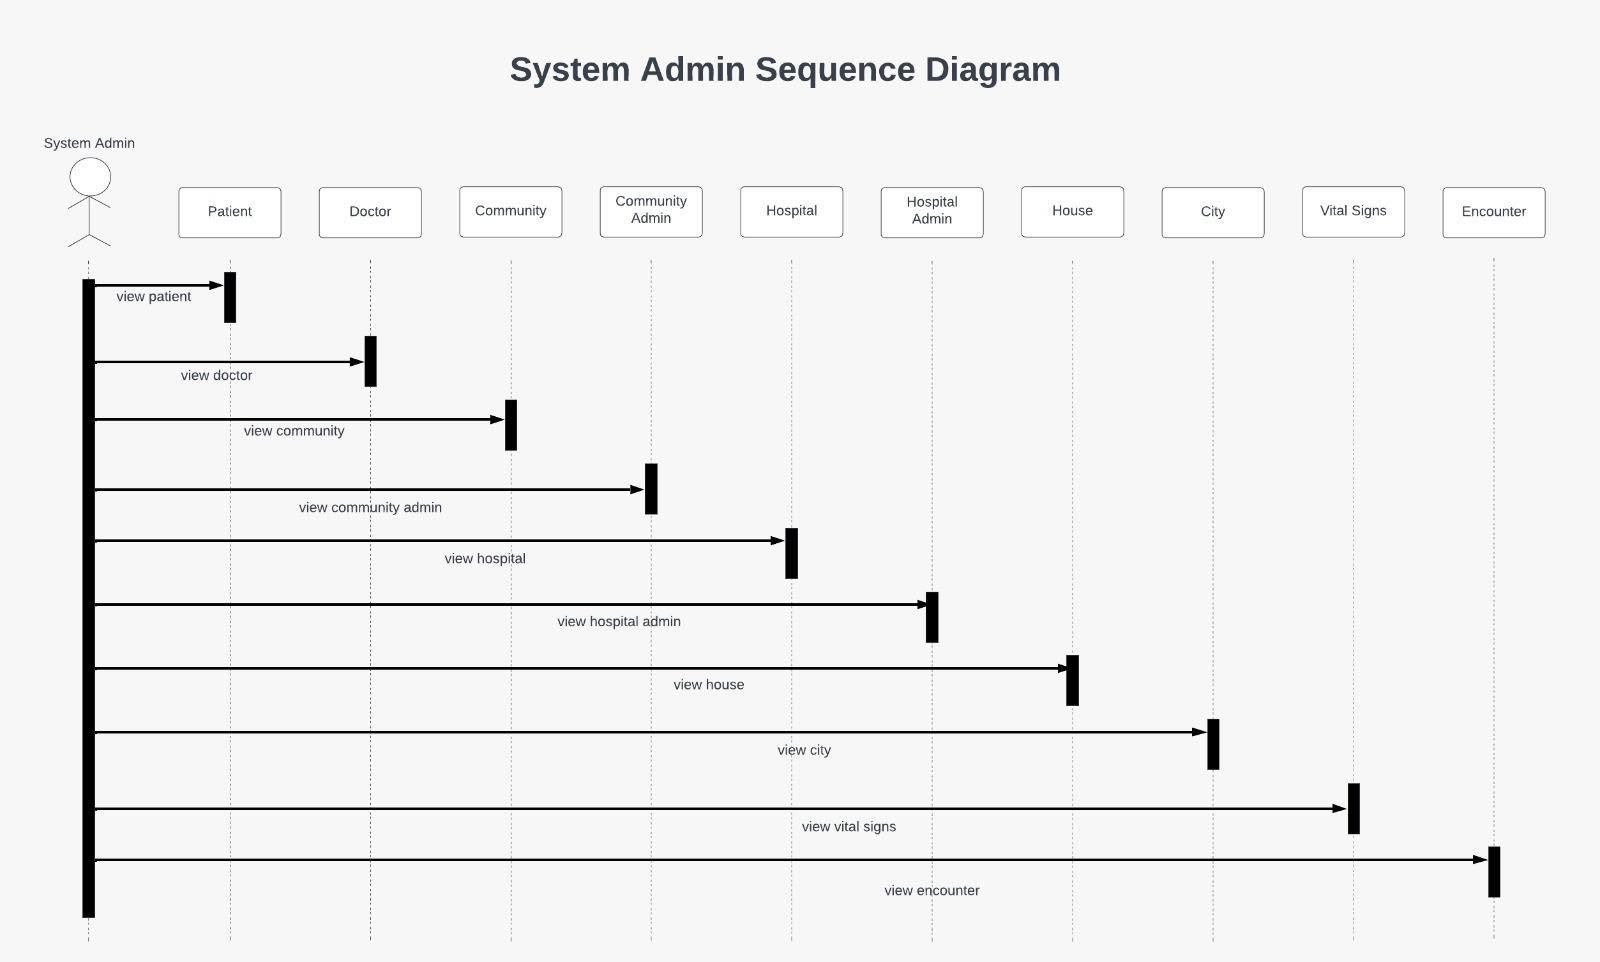 System Admin Sequence Diagram
System Admin
Patient
Doctor
Community
Community
Admin
Hospital
Hospital
Admin
House
City
Vital Signs
Encounter
view patient
view doctor
view community
view community admin
view hospital
view hospital admin
view house
view city
view vital signs
view encounter